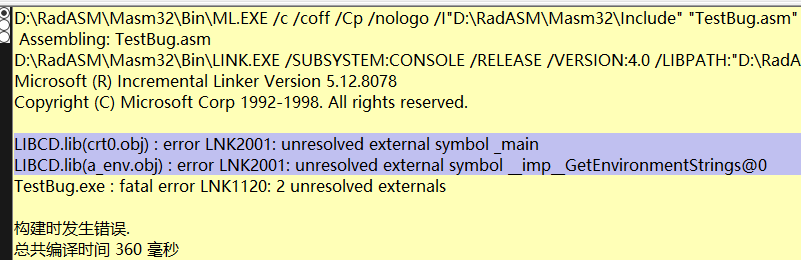 D:\RadASM\Masm32\Bin\ML.EXE /c /coff /Cp /nologo /I"D:\RadASM\Masm32\Include" "TestBug.asm"
Assembling: TestBug.asm
D:\RadASM\Masm32\Bin\LINK.EXE /SUBSYSTEM:CONSOLE /RELEASE /VERSION:4.0 /LIBPATH:"D:\RadA
Microsoft (R) Incremental Linker Version 5.12.8078
Copyright (C) Microsoft Corp 1992-1998. All rights reserved.
LIBCD.lib(crt0.obj) : error LNK2001: unresolved external symbol _main
LIBCD.lib(a_env.obj) : error LNK2001: unresolved external symbol __imp__GetEnvironmentStrings@0
TestBug.exe : fatal error LNK1120: 2 unresolved externals
构建时发生错误.
总共编译时间 360 毫秒